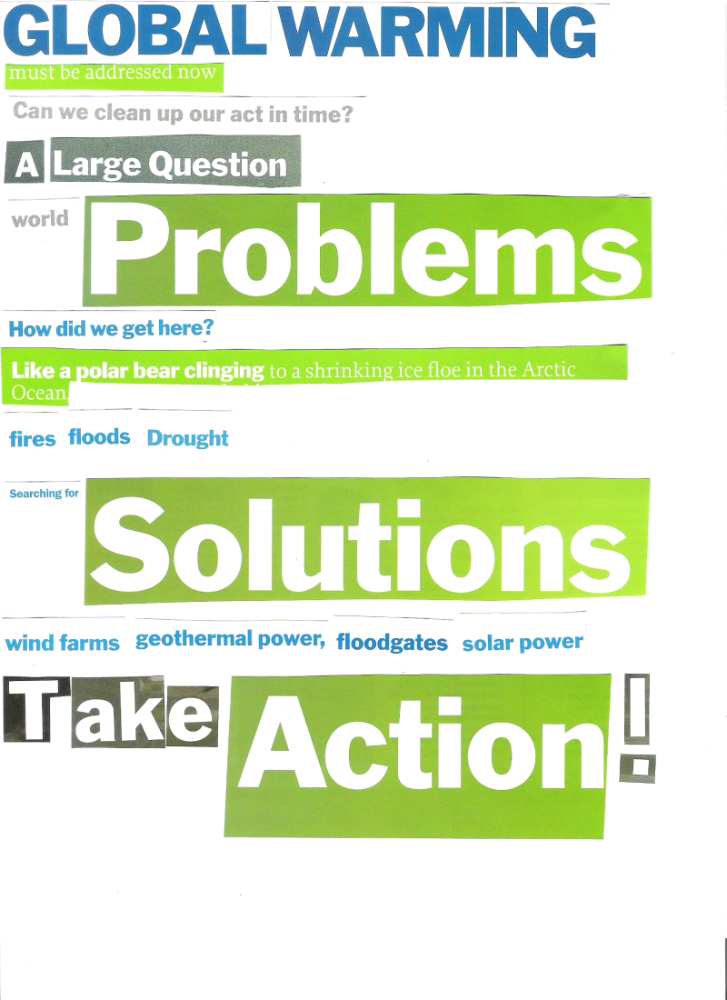 GLOBAL WARMING
must be addressed now
Can we clean up our act in time?
A Large Question
world Problems
How did we get here?
Like a polar bear clinging to a shrinking ice floe in the Arctic
Ocean,
fires floods Drought
Searching for Solutions
wind farms geothermal power, floodgates solar power
Take Action!